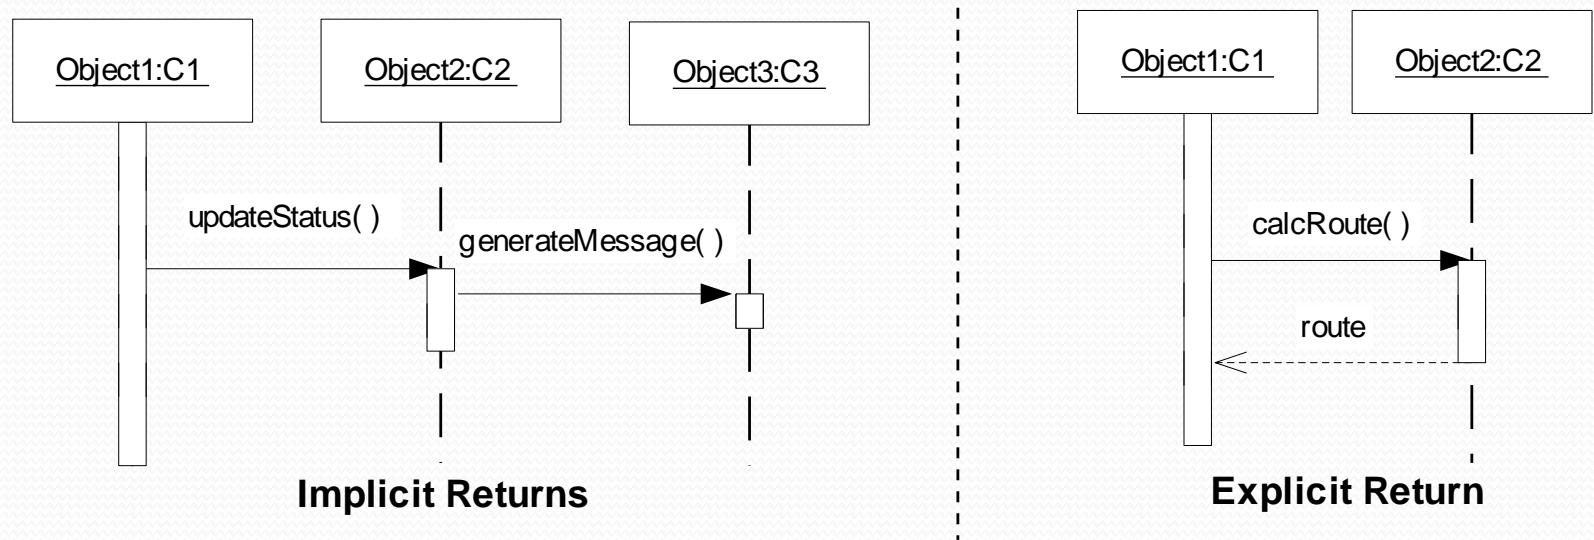 Object1:C1
Object2:C2
Object3:C3
updateStatus( )
generateMessage( )
Implicit Returns
Object1:C1
Object2:C2
calcRoute( )
route
Explicit Return